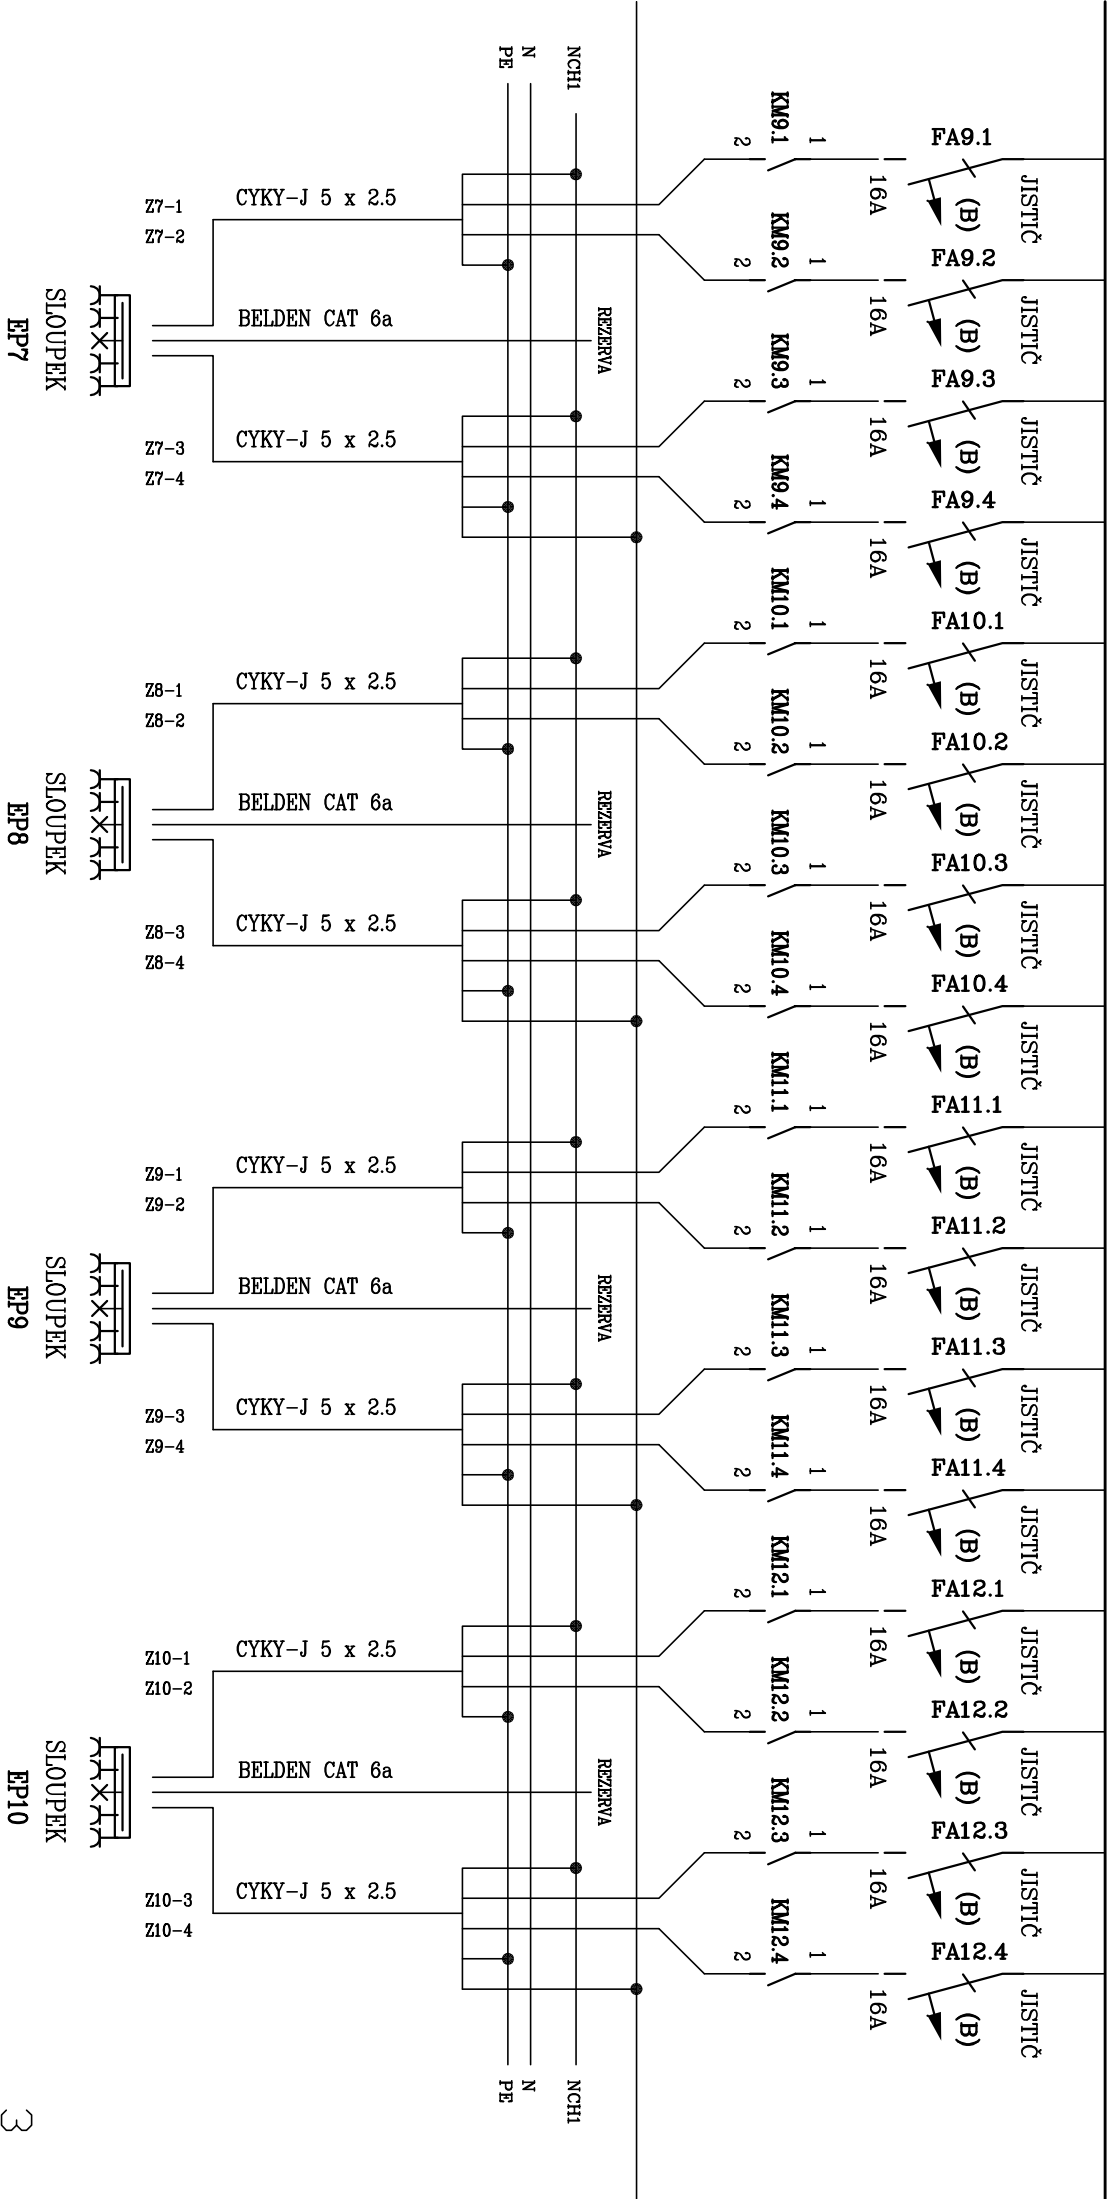 FA9.1
JISTIČ
(B)
16A
KM9.1
1
2
FA9.2
JISTIČ
(B)
16A
KM9.2
1
2
FA9.3
JISTIČ
(B)
16A
KM9.3
1
2
FA9.4
JISTIČ
(B)
16A
KM9.4
1
2
FA10.1
JISTIČ
(B)
16A
KM10.1
1
2
FA10.2
JISTIČ
(B)
16A
KM10.2
1
2
FA10.3
JISTIČ
(B)
16A
KM10.3
1
2
FA10.4
JISTIČ
(B)
16A
KM10.4
1
2
FA11.1
JISTIČ
(B)
16A
KM11.1
1
2
FA11.2
JISTIČ
(B)
16A
KM11.2
1
2
FA11.3
JISTIČ
(B)
16A
KM11.3
1
2
FA11.4
JISTIČ
(B)
16A
KM11.4
1
2
FA12.1
JISTIČ
(B)
16A
KM12.1
1
2
FA12.2
JISTIČ
(B)
16A
KM12.2
1
2
FA12.3
JISTIČ
(B)
16A
KM12.3
1
2
FA12.4
JISTIČ
(B)
16A
KM12.4
1
2
NCH1
N
PE
NCH1
N
PE
CYKY-J 5 x 2.5
Z7-1
Z7-2
REZERVA
BELDEN CAT 6a
CYKY-J 5 x 2.5
Z7-3
Z7-4
SLOUPEK
EP7
CYKY-J 5 x 2.5
Z8-1
Z8-2
REZERVA
BELDEN CAT 6a
CYKY-J 5 x 2.5
Z8-3
Z8-4
SLOUPEK
EP8
CYKY-J 5 x 2.5
Z9-1
Z9-2
REZERVA
BELDEN CAT 6a
CYKY-J 5 x 2.5
Z9-3
Z9-4
SLOUPEK
EP9
CYKY-J 5 x 2.5
Z10-1
Z10-2
REZERVA
BELDEN CAT 6a
CYKY-J 5 x 2.5
Z10-3
Z10-4
SLOUPEK
EP10
3